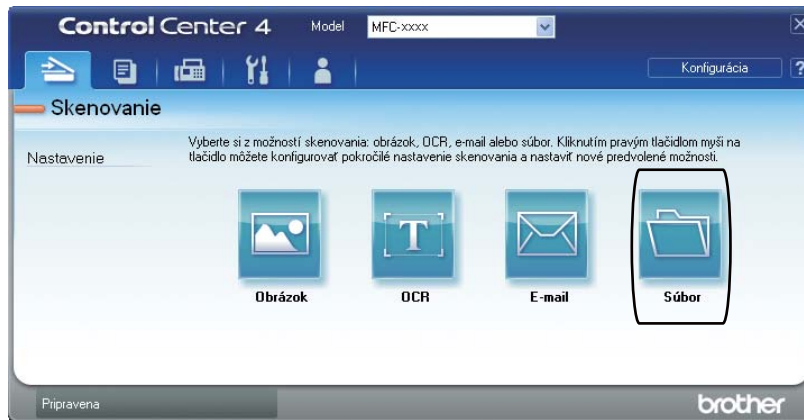 Control Center 4 Model MFC-xxxx
Konfigurácia ?
Skenovanie
Nastavenie
Vyberte si z možností skenovania: obrázok, OCR, e-mail alebo súbor. Kliknutím pravým tlačidlom myši na
tlačidlo môžete konfigurovať pokročilé nastavenie skenovania a nastaviť nové predvolené možnosti.
T
Obrázok OCR E-mail Súbor
Pripravena brother